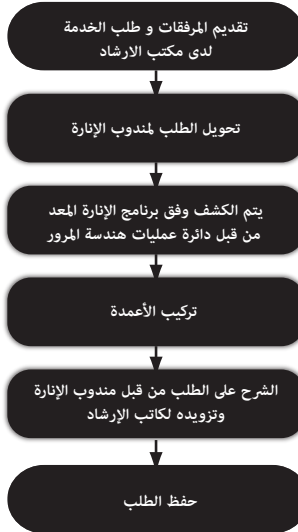 تقديم المرفقات و طلب الخدمة
لدى مكتب الارشاد
تحويل الطلب لمندوب الإنارة
يتم الكشف وفق برنامج الإنارة المعد
من قبل دائرة عمليات هندسة المرور
تركيب الأعمدة
الشرح على الطلب من قبل مندوب الإنارة
وتزويده لكاتب الإرشاد
حفظ الطلب